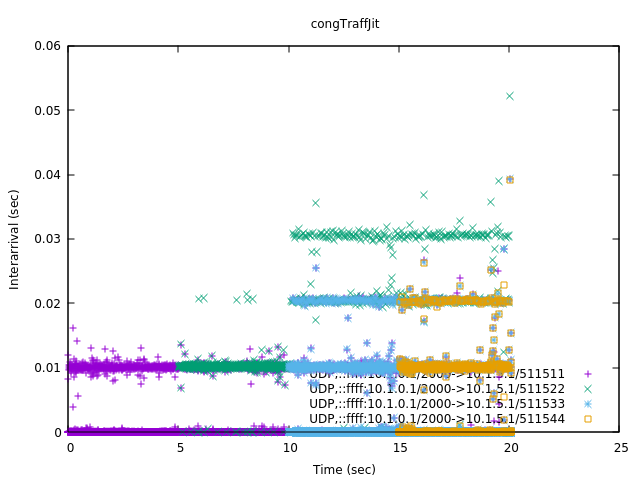 congTraffJit
0.06
0.05
0.04
0.03
0.02
0.01
0
Interarrival (sec)
UDP,::ffff:10.1.0.1/2000->10.1.5.1/511511
UDP,::ffff:10.1.0.1/2000->10.1.5.1/511522
UDP,::ffff:10.1.0.1/2000->10.1.5.1/511533
UDP,::ffff:10.1.0.1/2000->10.1.5.1/511544
0 5 10 15 20 25
Time (sec)